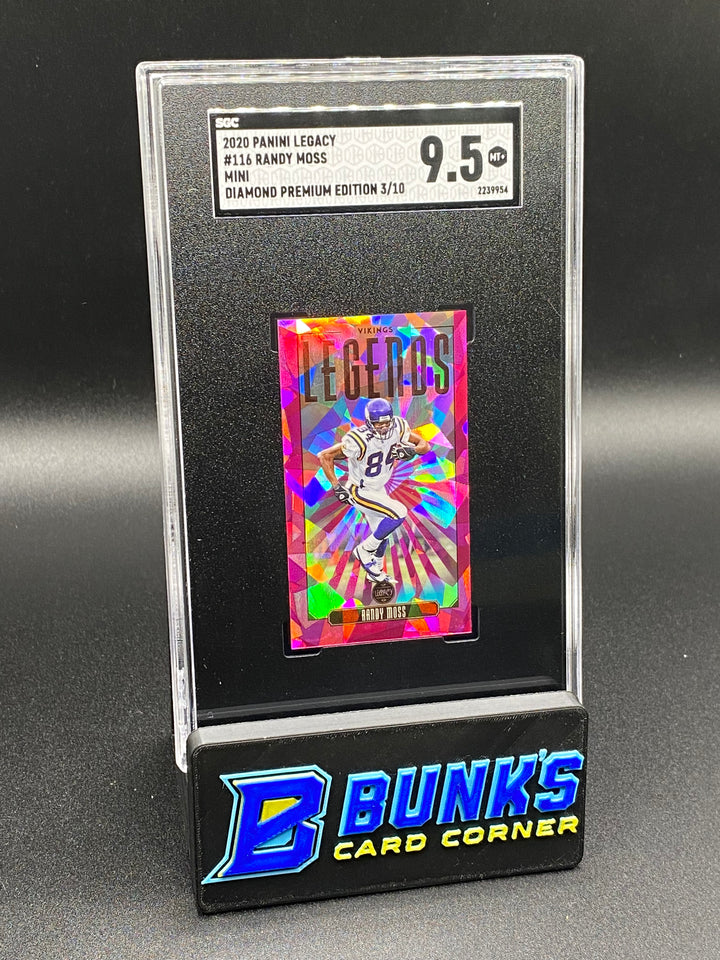 SGC
2020 PANINI LEGACY
#116 RANDY MOSS
MINI
DIAMOND PREMIUM EDITION 3/10
9.5 MT+
2239954
VIKINGS
LEGENDS
84
LEGACY
RANDY MOSS
B BUNK'S
CARD CORNER